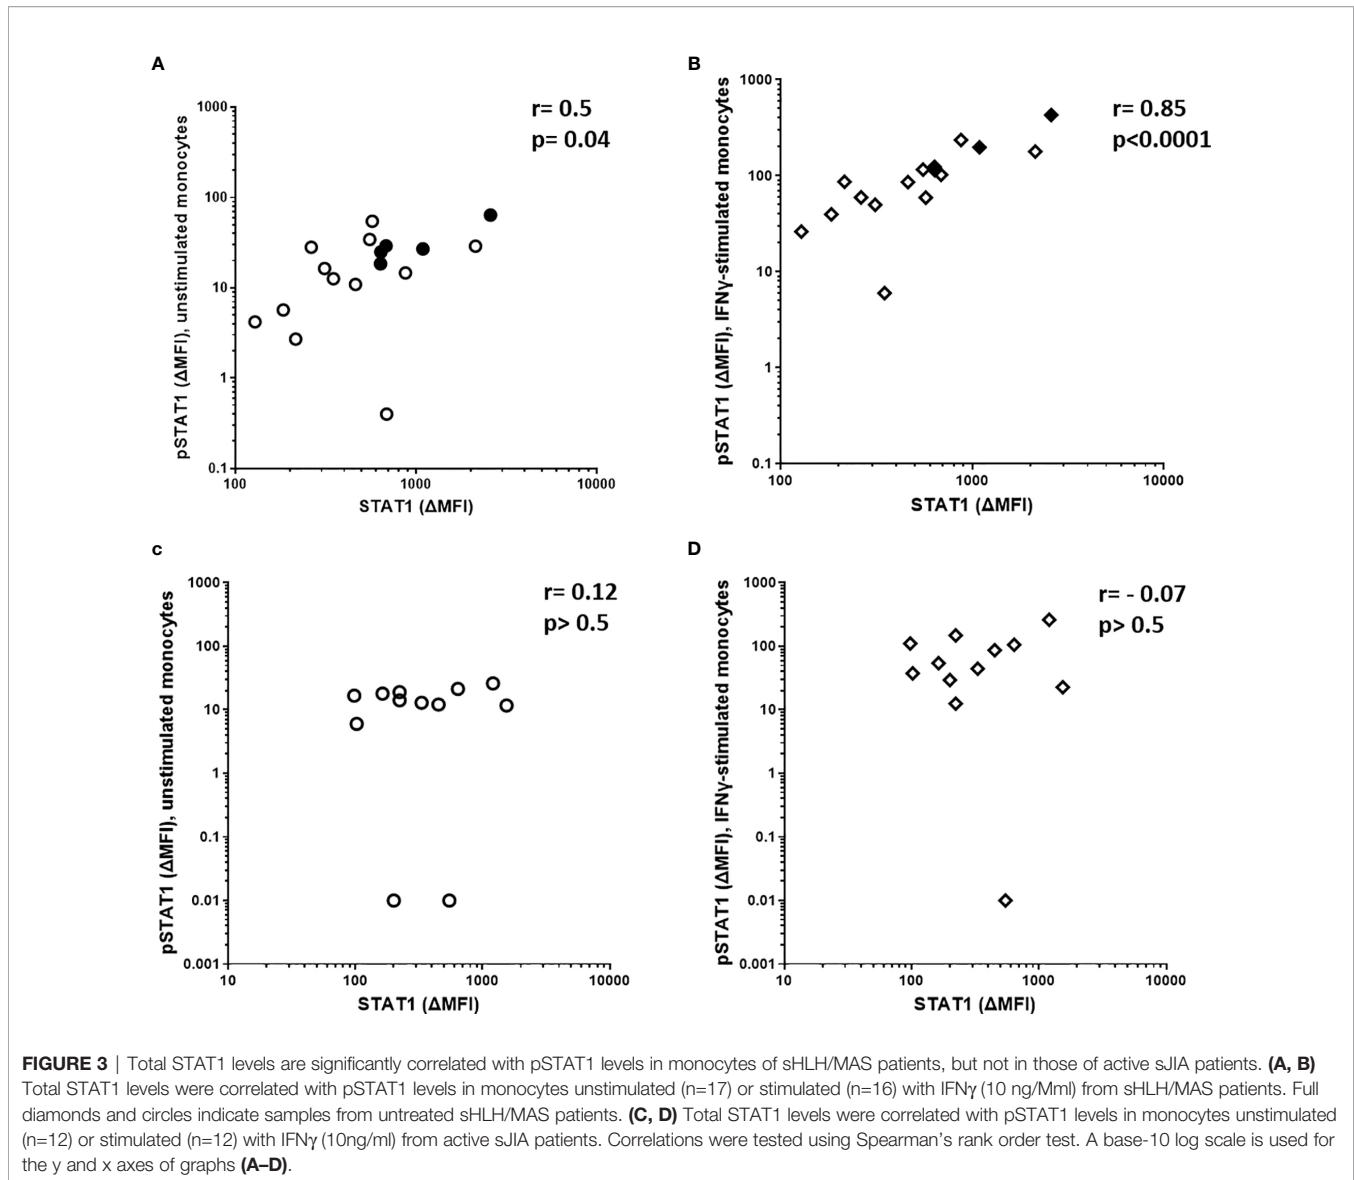 A
r= 0.5
p= 0.04
pSTAT1 (ΔMFI), unstimulated monocytes
1000
100
10
1
0.1
100
1000
10000
STAT1 (ΔMFI)
B
r= 0.85
p<0.0001
pSTAT1 (ΔMFI), IFNγ-stimulated monocytes
1000
100
10
1
0.1
100
1000
10000
STAT1 (ΔMFI)
c
r= 0.12
p> 0.5
pSTAT1 (ΔMFI), unstimulated monocytes
1000
100
10
1
0.1
0.01
0.001
10
100
1000
10000
STAT1 (ΔMFI)
D
r= - 0.07
p> 0.5
pSTAT1 (ΔMFI), IFNγ-stimulated monocytes
1000
100
10
1
0.1
0.01
0.001
10
100
1000
10000
STAT1 (ΔMFI)
FIGURE 3 | Total STAT1 levels are significantly correlated with pSTAT1 levels in monocytes of sHLH/MAS patients, but not in those of active sJIA patients. (A, B)
Total STAT1 levels were correlated with pSTAT1 levels in monocytes unstimulated (n=17) or stimulated (n=16) with IFNγ (10 ng/Mml) from sHLH/MAS patients. Full
diamonds and circles indicate samples from untreated sHLH/MAS patients. (C, D) Total STAT1 levels were correlated with pSTAT1 levels in monocytes unstimulated
(n=12) or stimulated (n=12) with IFNγ (10ng/ml) from active sJIA patients. Correlations were tested using Spearman's rank order test. A base-10 log scale is used for
the y and x axes of graphs (A–D).